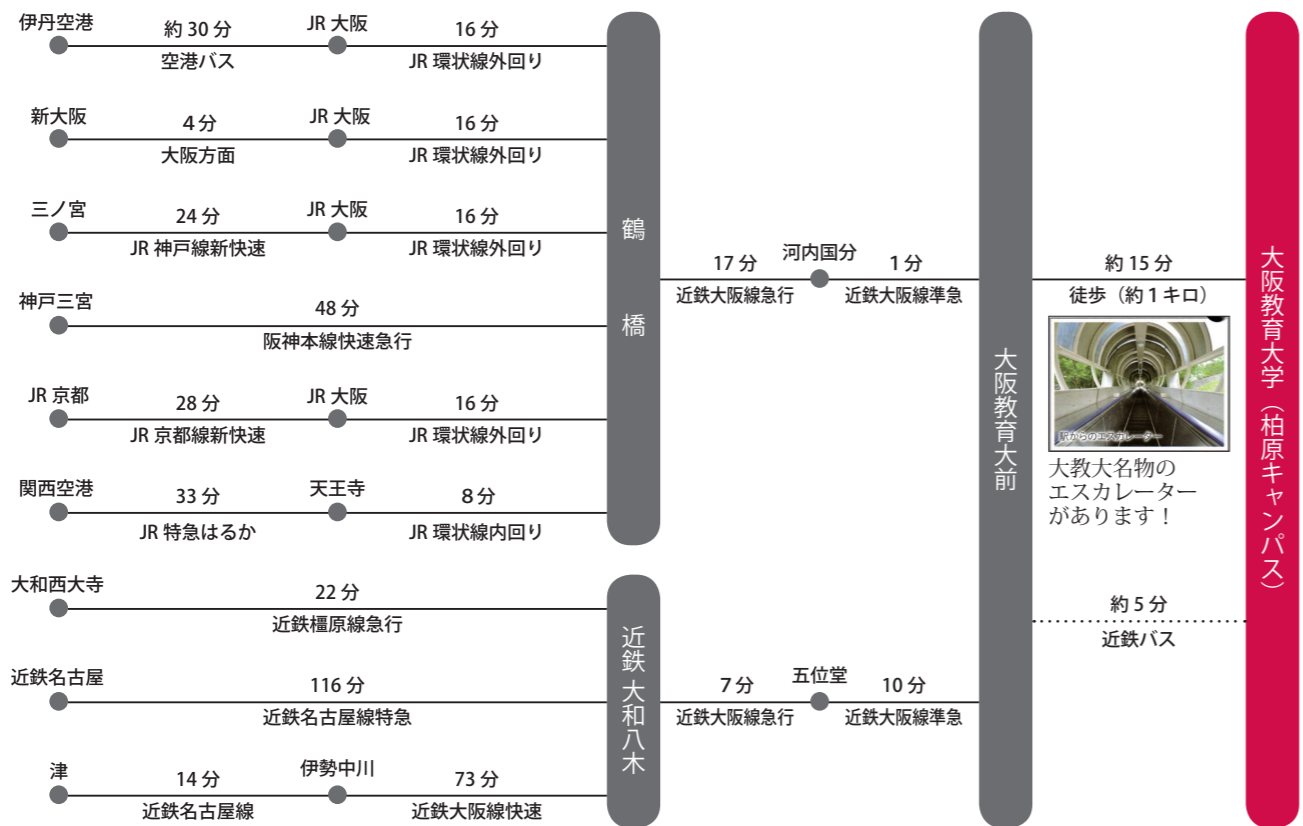 伊丹空港
約 30 分
空港バス
JR 大阪
16 分
JR 環状線外回り
新大阪
4 分
大阪方面
JR 大阪
16 分
JR 環状線外回り
三ノ宮
24 分
JR 神戸線新快速
JR 大阪
16 分
JR 環状線外回り
神戸三宮
48 分
阪神本線快速急行
JR 京都
28 分
JR 京都線新快速
JR 大阪
16 分
JR 環状線外回り
関西空港
33 分
JR 特急はるか
天王寺
8 分
JR 環状線内回り
鶴橋
17 分
近鉄大阪線急行
河内国分
1 分
近鉄大阪線準急
大和西大寺
22 分
近鉄橿原線急行
近鉄名古屋
116 分
近鉄名古屋線特急
津
14 分
近鉄名古屋線
伊勢中川
73 分
近鉄大阪線快速
近鉄 大和八木
7 分
近鉄大阪線急行
五位堂
10 分
近鉄大阪線準急
大阪教育大前
約 15 分
徒歩（約 1 キロ）
駅からのエスカレーター
大教大名物の
エスカレーター
があります！
約 5 分
近鉄バス
大阪教育大学（柏原キャンパス）